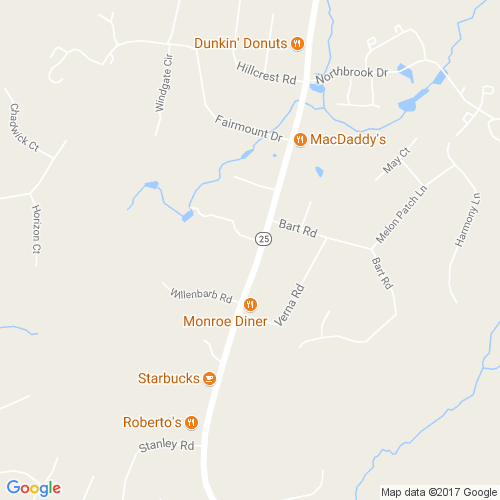 Dunkin' Donuts
Hillcrest Rd
Northbrook Dr
Windgate Cir
Chadwick Ct
Fairmount Dr
MacDaddy's
May Ct
Melon Patch Ln
Harmony Ln
Horizon Ct
Bart Rd
25
Bart Rd
Wllenbarb Rd
Verna Rd
Monroe Diner
Starbucks
Roberto's
Stanley Rd
Google
Map data ©2017 Google